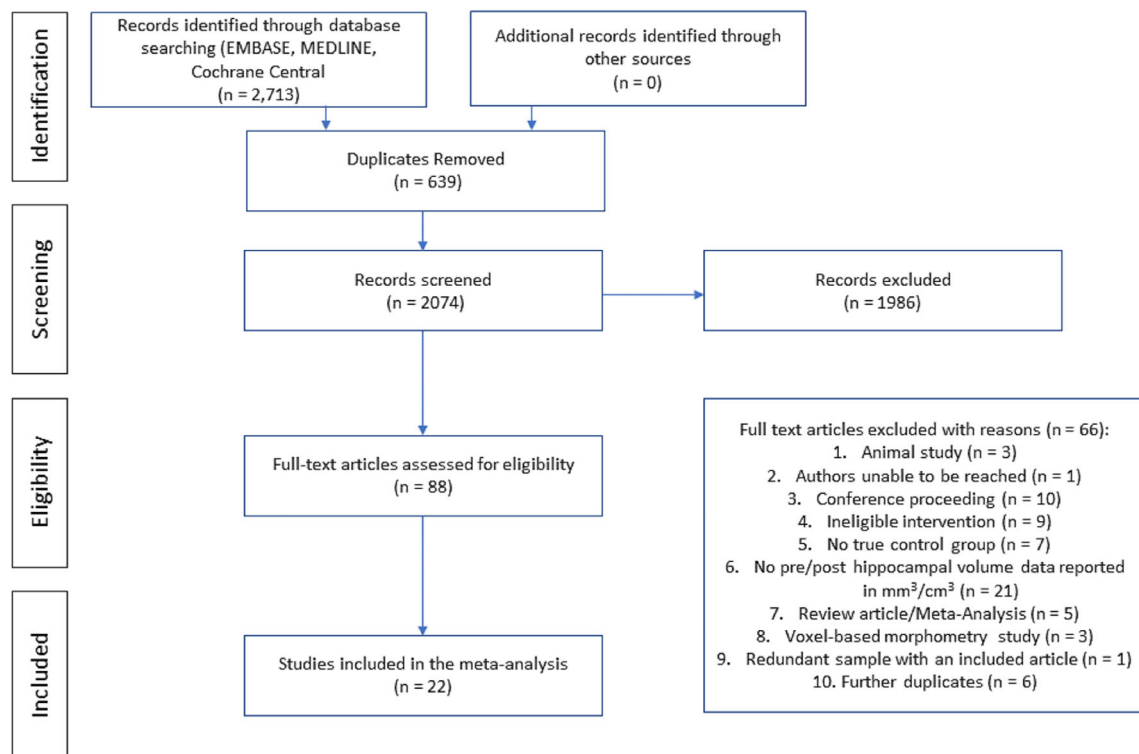 Identification
Records identified through database
searching (EMBASE, MEDLINE,
Cochrane Central
(n = 2,713)
Additional records identified through
other sources
(n = 0)
Duplicates Removed
(n = 639)
Screening
Records screened
(n = 2074)
Records excluded
(n = 1986)
Eligibility
Full-text articles assessed for eligibility
(n = 88)
Full text articles excluded with reasons (n = 66):
1. Animal study (n = 3)
2. Authors unable to be reached (n = 1)
3. Conference proceeding (n = 10)
4. Ineligible intervention (n = 9)
5. No true control group (n = 7)
6. No pre/post hippocampal volume data reported
in mm³/cm³ (n = 21)
7. Review article/Meta-Analysis (n = 5)
8. Voxel-based morphometry study (n = 3)
9. Redundant sample with an included article (n = 1)
10. Further duplicates (n = 6)
Included
Studies included in the meta-analysis
(n = 22)